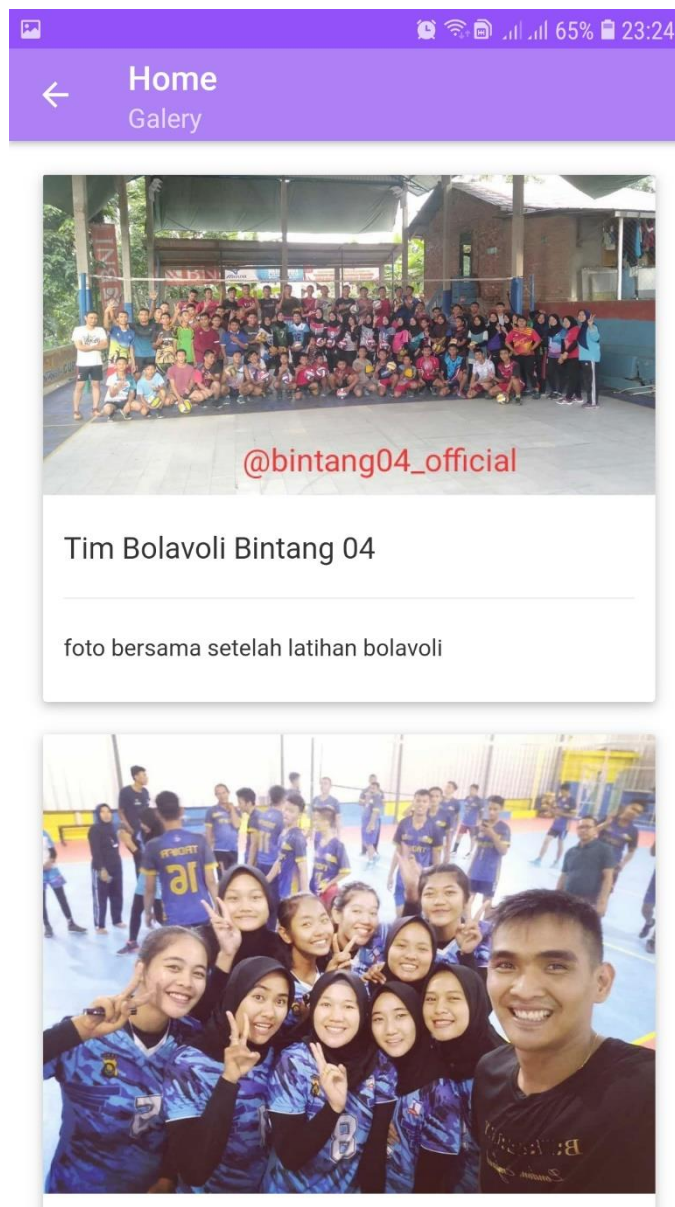 65% 23:24
Home
Galery
@bintang04_official
Tim Bolavoli Bintang 04
foto bersama setelah latihan bolavoli